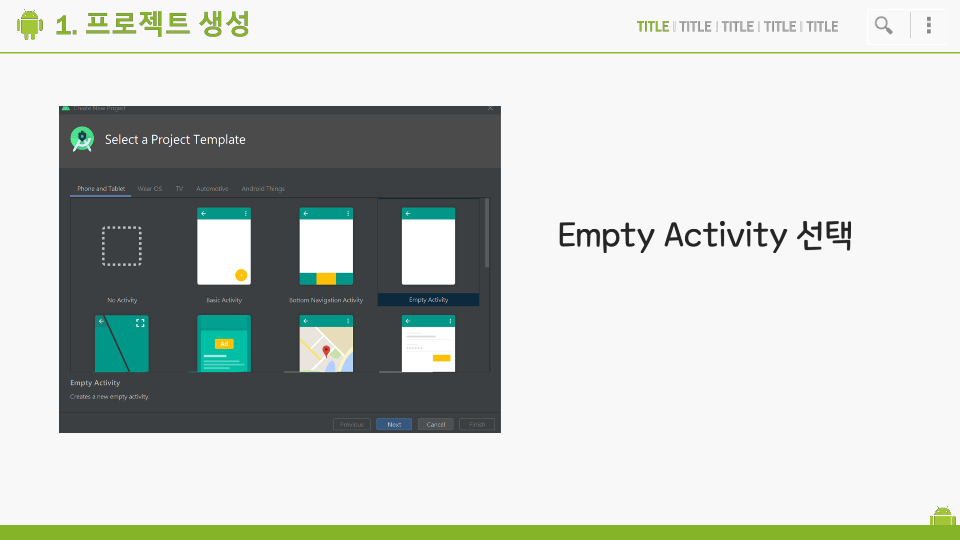 1. 프로젝트 생성
TITLE | TITLE | TITLE | TITLE | TITLE
Create New Project
Select a Project Template
Phone and Tablet Wear OS TV Automotive Android Things
No Activity Basic Activity Bottom Navigation Activity Empty Activity
Ad
Empty Activity
Creates a new empty activity.
Previous Next Cancel Finish
Empty Activity 선택